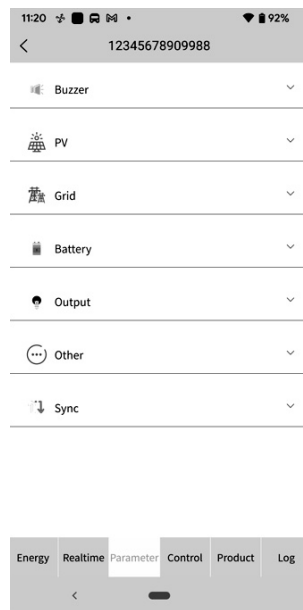 11:20 92%
12345678909988
Buzzer
PV
Grid
Battery
Output
Other
Sync
Energy Realtime Parameter Control Product Log